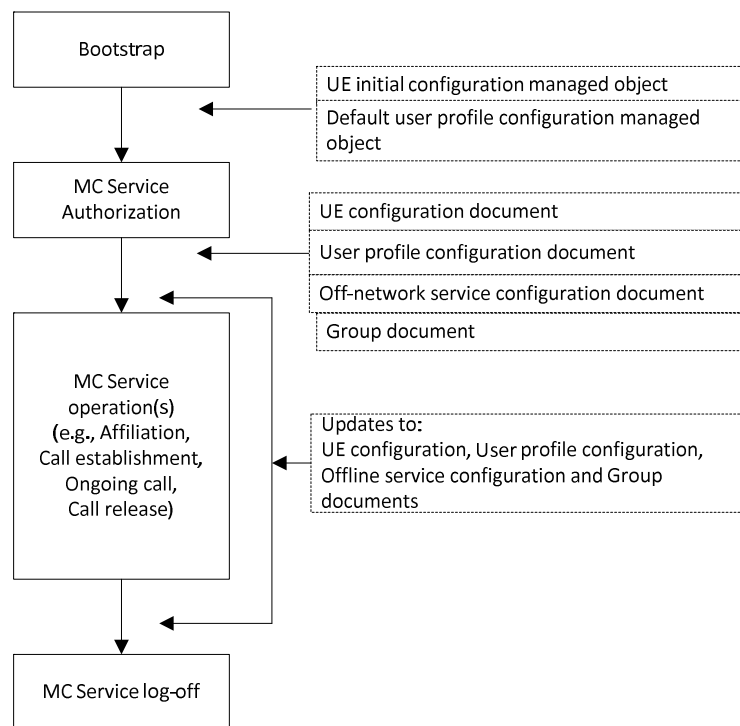 Bootstrap
UE initial configuration managed object
Default user profile configuration managed
object
MC Service
Authorization
UE configuration document
User profile configuration document
Off-network service configuration document
Group document
MC Service
operation(s)
(e.g., Affiliation,
Call establishment,
Ongoing call,
Call release)
Updates to:
UE configuration, User profile configuration,
Offline service configuration and Group
documents
MC Service log-off